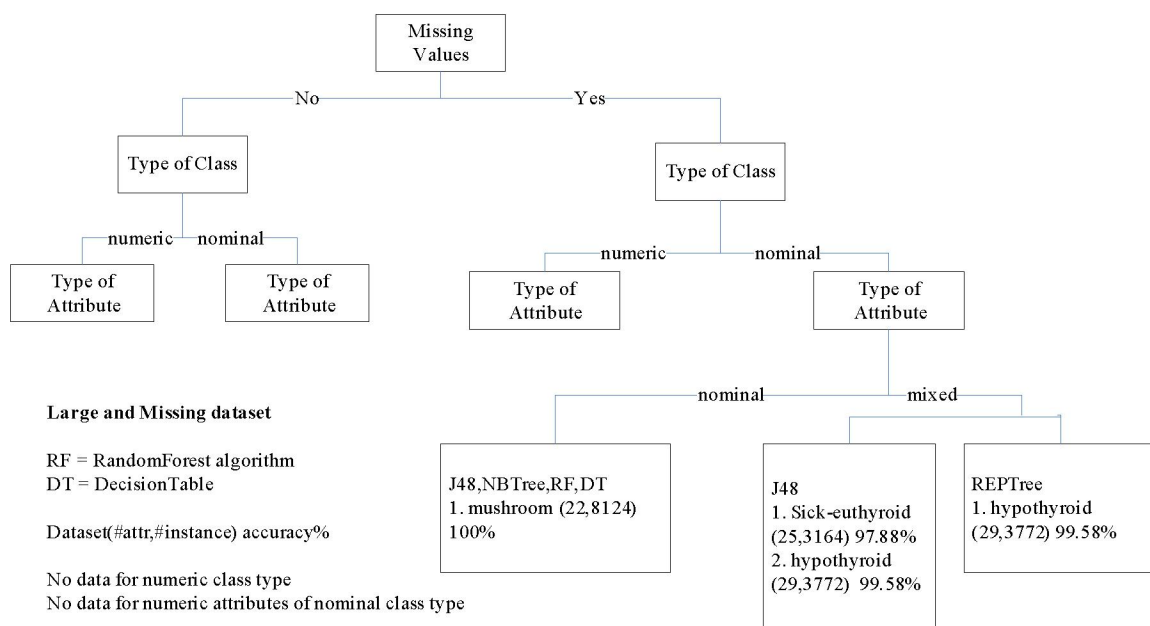 Missing
Values
No
Yes
Type of Class
Type of Class
numeric
nominal
numeric
nominal
Type of
Attribute
Type of
Attribute
Type of
Attribute
Type of
Attribute
nominal
mixed
Large and Missing dataset
RF = RandomForest algorithm
DT = DecisionTable
Dataset(#attr,#instance) accuracy%
No data for numeric class type
No data for numeric attributes of nominal class type
J48,NBTree,RF,DT
1. mushroom (22,8124)
100%
J48
1. Sick-euthyroid
(25,3164) 97.88%
2. hypothyroid
(29,3772) 99.58%
REPTree
1. hypothyroid
(29,3772) 99.58%